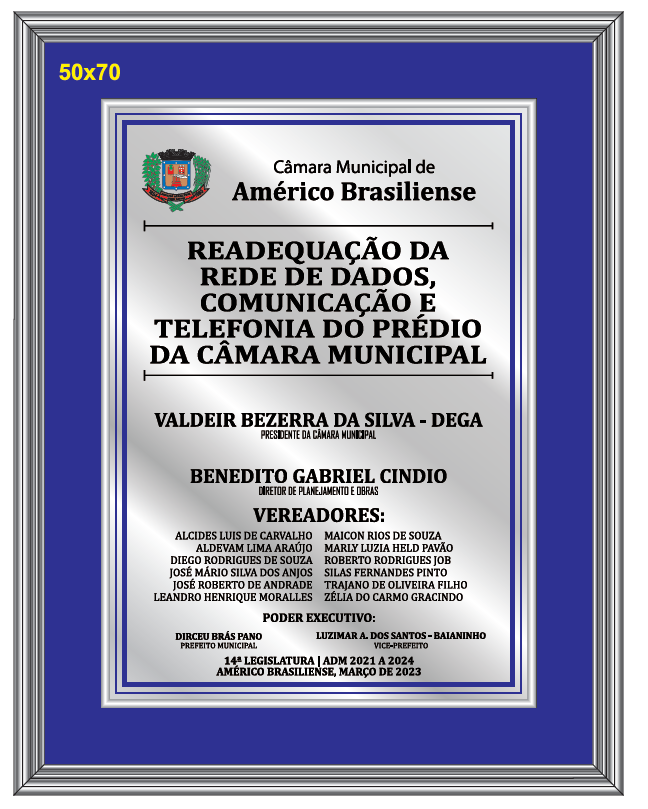 50x70
Câmara Municipal de
Américo Brasiliense
READEQUAÇÃO DA
REDE DE DADOS,
COMUNICAÇÃO E
TELEFONIA DO PRÉDIO
DA CÂMARA MUNICIPAL
VALDEIR BEZERRA DA SILVA - DEGA
PRESIDENTE DA CÂMARA MUNICIPAL
BENEDITO GABRIEL CINDIO
DIRETOR DE PLANEJAMENTO E OBRAS
VEREADORES:
ALCIDES LUIS DE CARVALHO MAICON RIOS DE SOUZA
ALDEVAM LIMA ARAÚJO MARLY LUZIA HELD PAVÃO
DIEGO RODRIGUES DE SOUZA ROBERTO RODRIGUES JOB
JOSÉ MÁRIO SILVA DOS ANJOS SILAS FERNANDES PINTO
JOSÉ ROBERTO DE ANDRADE TRAJANO DE OLIVEIRA FILHO
LEANDRO HENRIQUE MORALLES ZÉLIA DO CARMO GRACINDO
PODER EXECUTIVO:
DIRCEU BRÁS PANO LUZIMAR A. DOS SANTOS - BAIANINHO
PREFEITO MUNICIPAL VICE-PREFEITO
14ª LEGISLATURA | ADM 2021 A 2024
AMÉRICO BRASILIENSE, MARÇO DE 2023